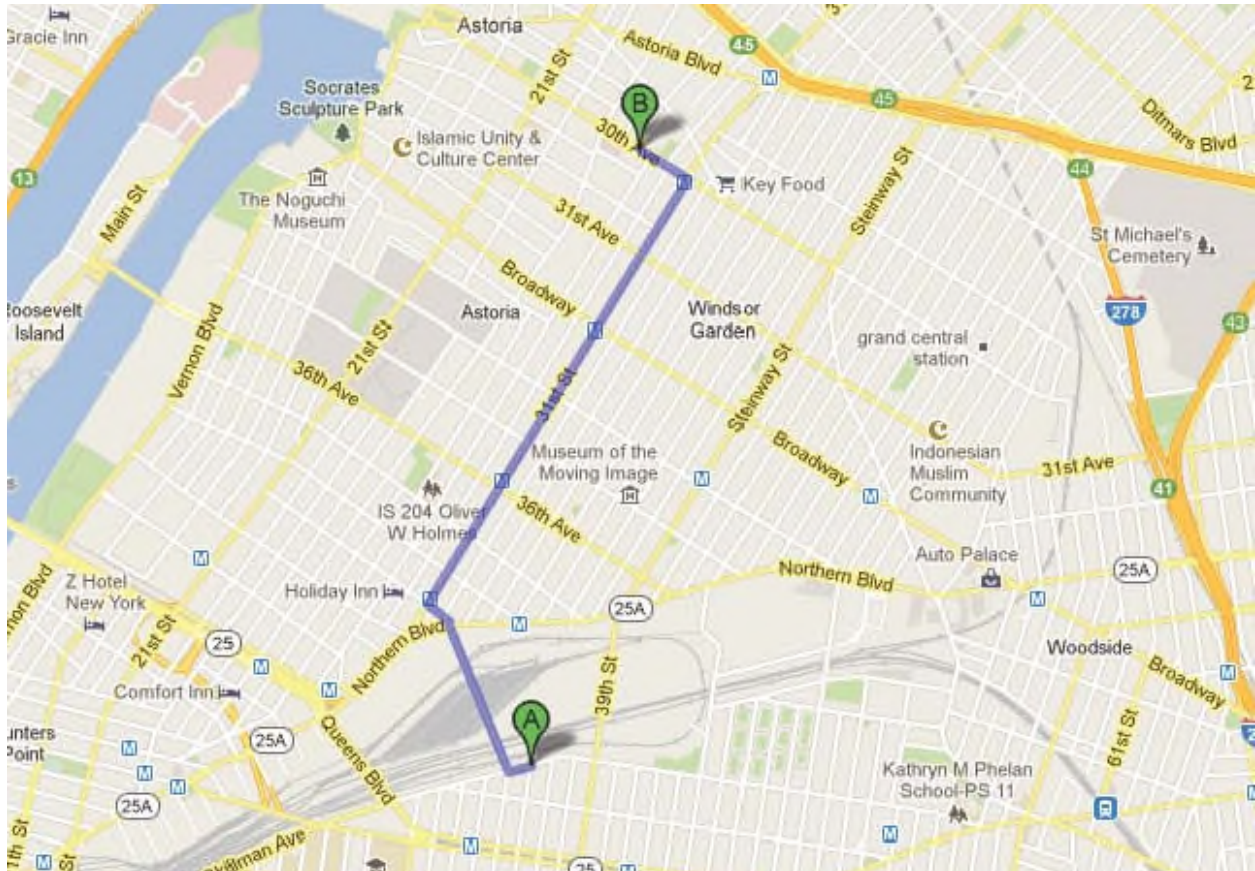 Gracie Inn
Astoria
45
Astoria Blvd
M
21st St
Socrates
Sculpture Park
B
45
Ditmars Blvd
30th Ave
Islamic Unity &
Culture Center
Steinway St
44
13
M
Key Food
The Noguchi
Museum
Main St
31st Ave
St Michael's
Cemetery
Broadway
Roosevelt
Island
Vernon Blvd
Astoria
Windsor
Garden
278
43
M
grand central
station
21st St
36th Ave
31st St
Steinway St
Museum of the
Moving Image
Broadway
Indonesian
Muslim
Community
31st Ave
M
M
M
41
IS 204 Oliver
W Holmes
36th Ave
M
Auto Palace
Z Hotel
New York
Holiday Inn
M
Northern Blvd
25A
M
25A
M
21st St
25
Northern Blvd
Woodside
M
M
Comfort Inn
39th St
Broadway
M
A
Queens Blvd
25A
61st St
M
M
M
Kathryn M Phelan
School-PS 11
25A
M
M
Skillman Ave
M
25
M
M